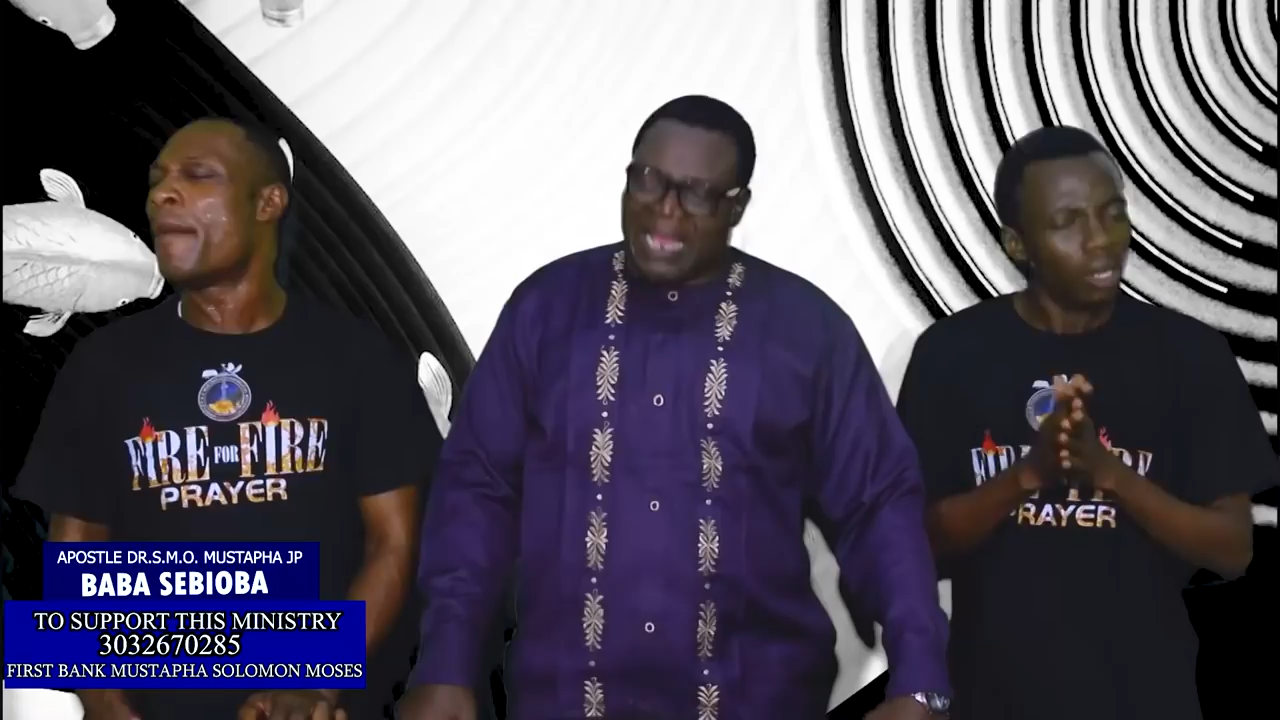 FIRE FOR FIRE
PRAYER
FIRE
PRAYER
APOSTLE DR.S.M.O. MUSTAPHA JP
BABA SEBIOBA
TO SUPPORT THIS MINISTRY
3032670285
FIRST BANK MUSTAPHA SOLOMON MOSES